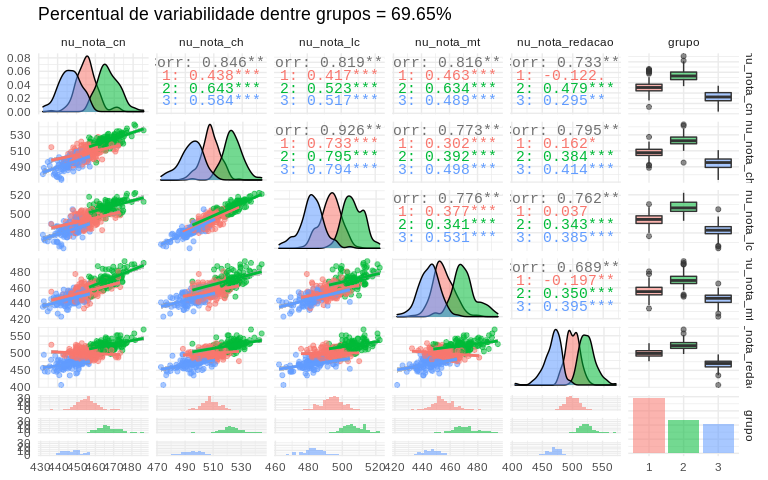 Percentual de variabilidade dentre grupos = 69.65%
nu_nota_cn nu_nota_ch nu_nota_lc nu_nota_mt nu_nota_redacao grupo
0.08
0.06
0.04
0.02
0.00
orr: 0.846**
1: 0.438***
2: 0.643***
3: 0.584***
orr: 0.819**
1: 0.417***
2: 0.523***
3: 0.517***
orr: 0.816**
1: 0.463***
2: 0.634***
3: 0.489***
orr: 0.733**
1: -0.122.
2: 0.479***
3: 0.295**
nu_nota_cn
530
510
490
orr: 0.926**
1: 0.733***
2: 0.795***
3: 0.794***
orr: 0.773**
1: 0.302***
2: 0.392***
3: 0.498***
orr: 0.795**
1: 0.162*
2: 0.384***
3: 0.414***
nu_nota_ch
520
500
480
orr: 0.776**
1: 0.377***
2: 0.341***
3: 0.531***
orr: 0.762**
1: 0.037
2: 0.343***
3: 0.385***
nu_nota_lc
480
460
440
420
orr: 0.689**
1: -0.197**
2: 0.350***
3: 0.395***
nu_nota_mt
550
500
450
400
_nota_redac
grupo
430 440 450 460 470 480
470 490 510 530
460 480 500 520
420 440 460 480
400 450 500 550
1 2 3